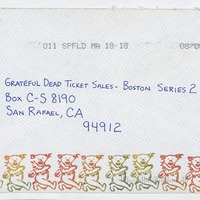 011 SPFLD MA 18-18
GRATEFUL DEAD TICKET SALES - BOSTON SERIES 2
BOX C-S 8190
SAN RAFAEL, CA
94912